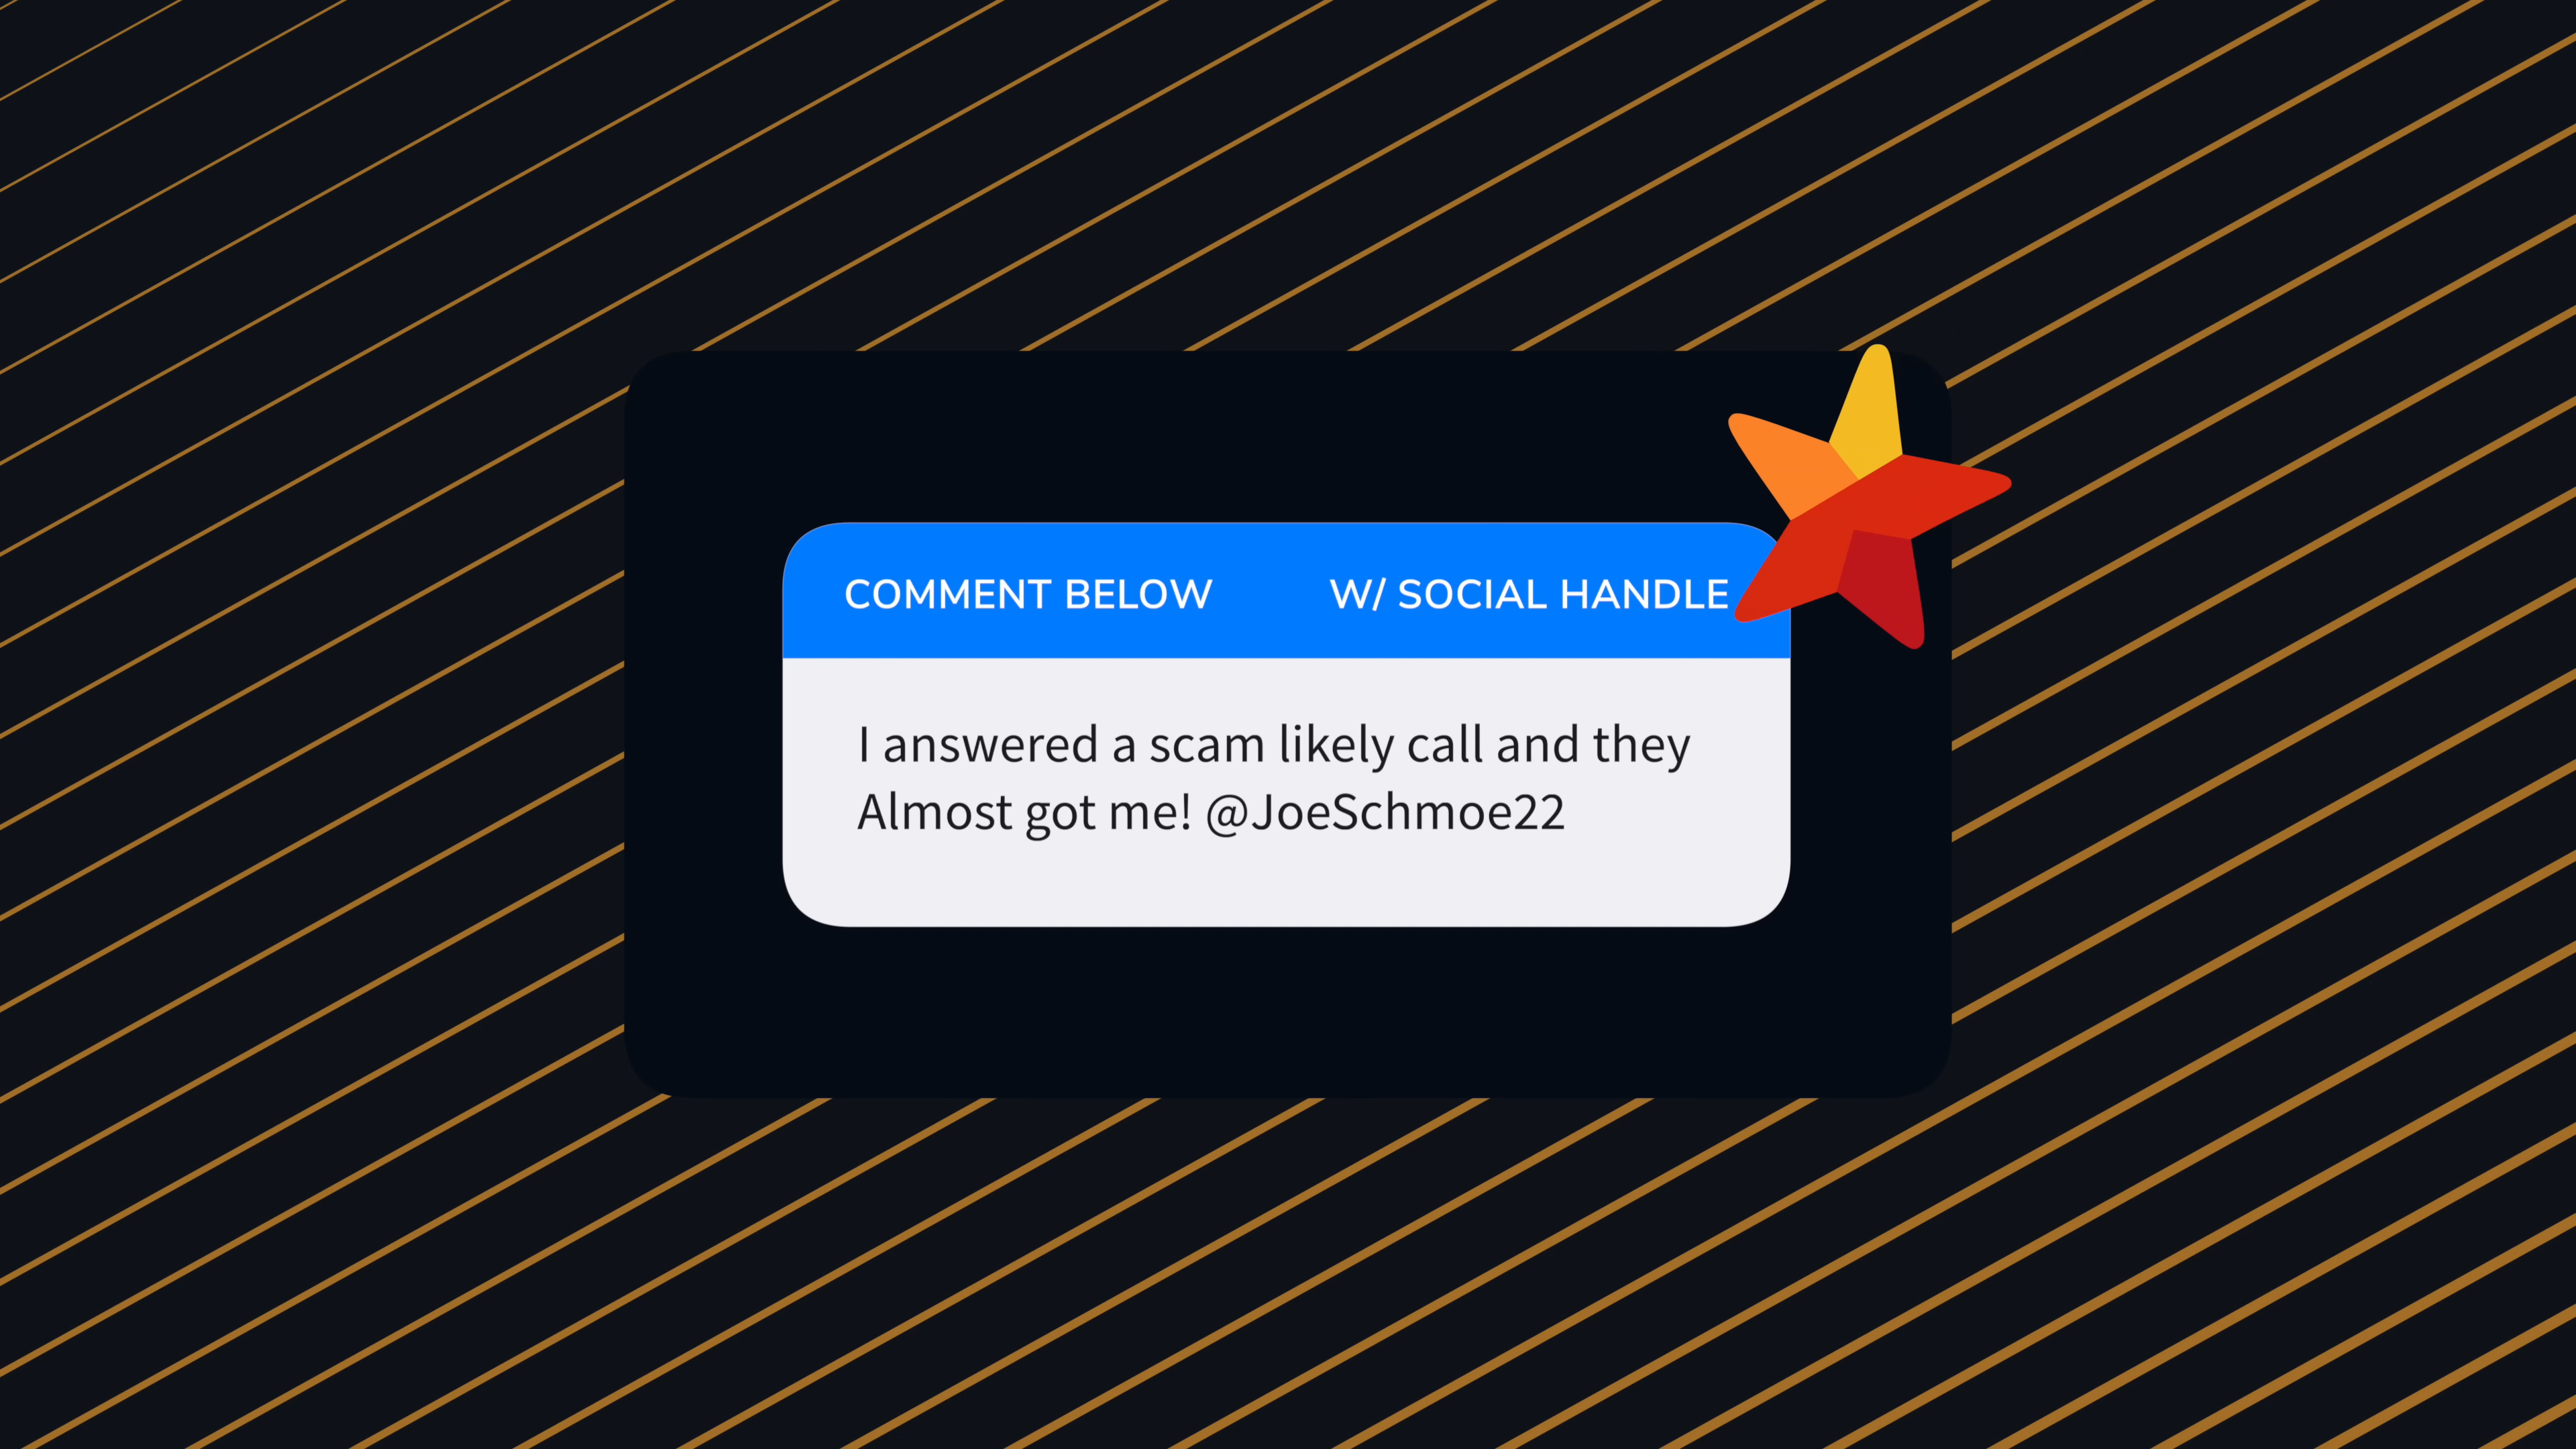 COMMENT BELOW W/ SOCIAL HANDLE
I answered a scam likely call and they
Almost got me! @JoeSchmoe22